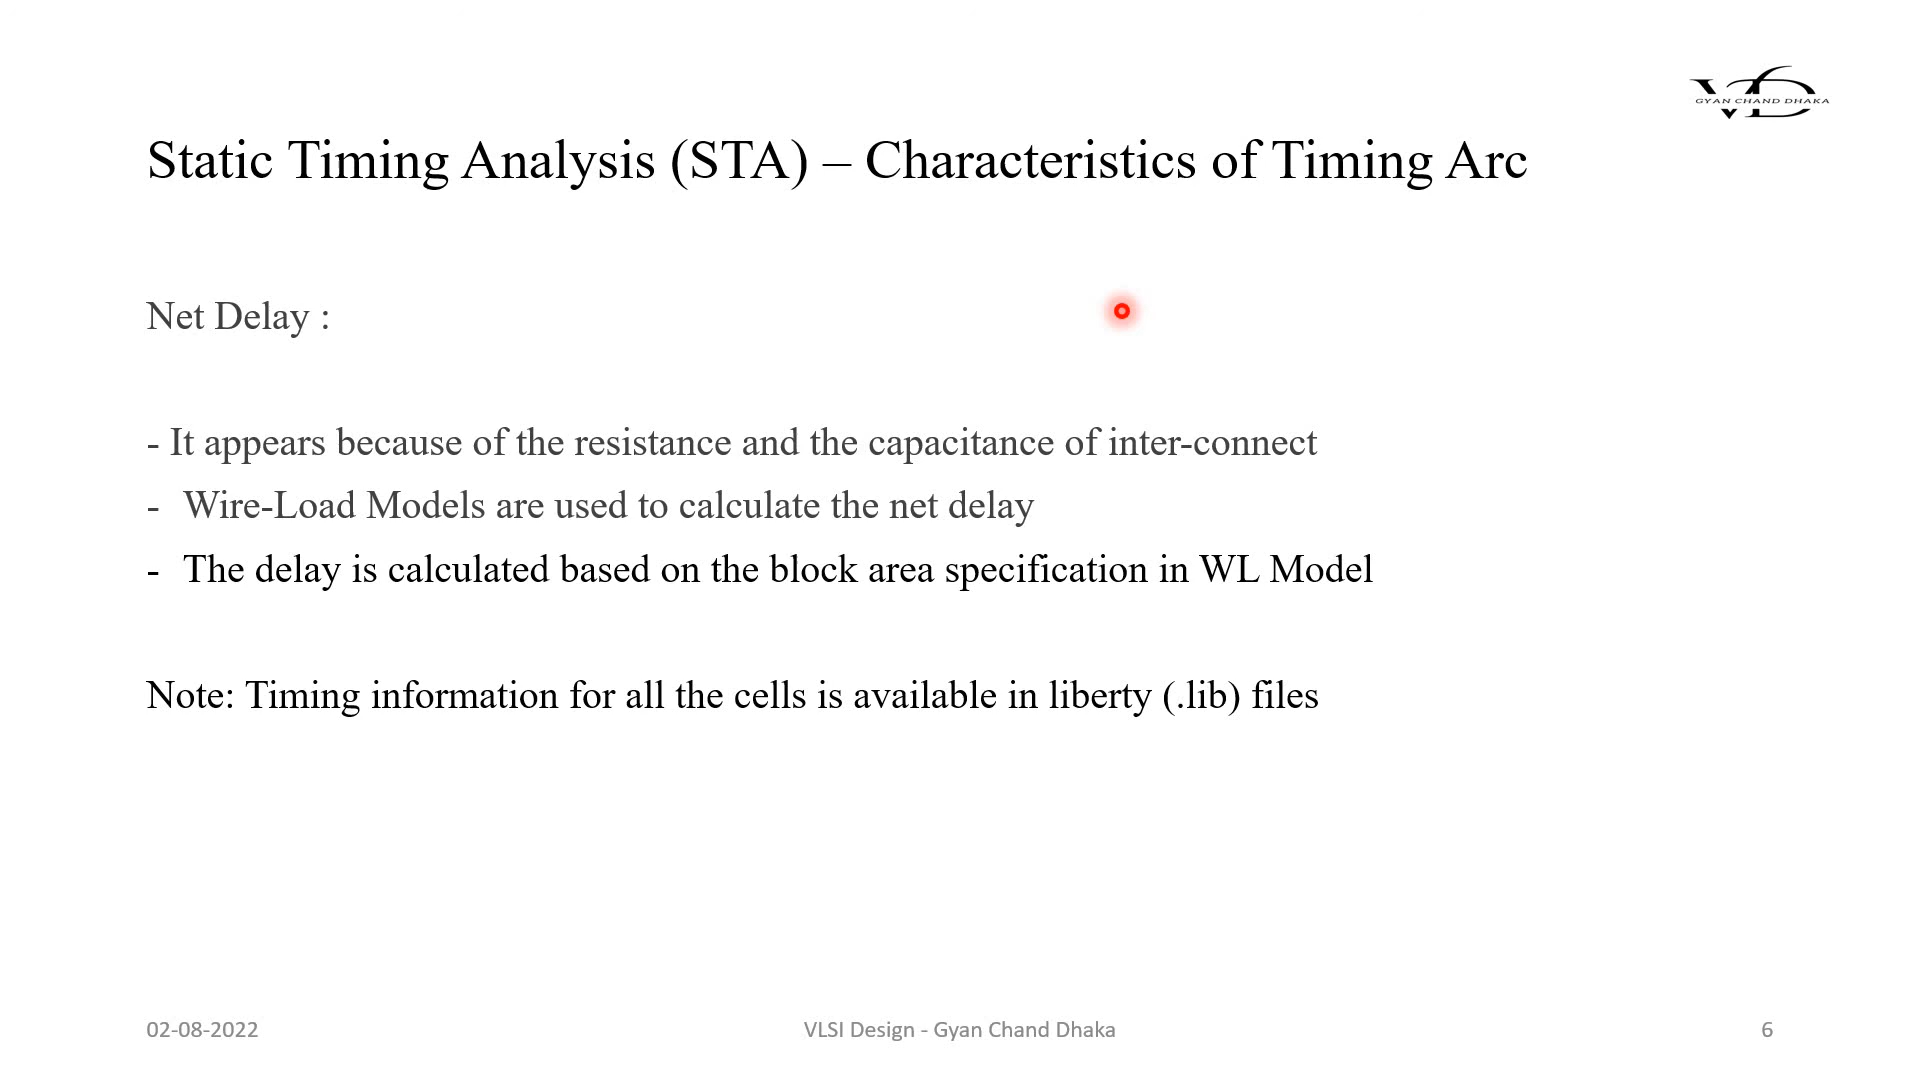 GYAN CHAND DHAKA
Static Timing Analysis (STA) – Characteristics of Timing Arc
Net Delay :
- It appears because of the resistance and the capacitance of inter-connect
- Wire-Load Models are used to calculate the net delay
- The delay is calculated based on the block area specification in WL Model
Note: Timing information for all the cells is available in liberty (.lib) files
02-08-2022
VLSI Design - Gyan Chand Dhaka
6